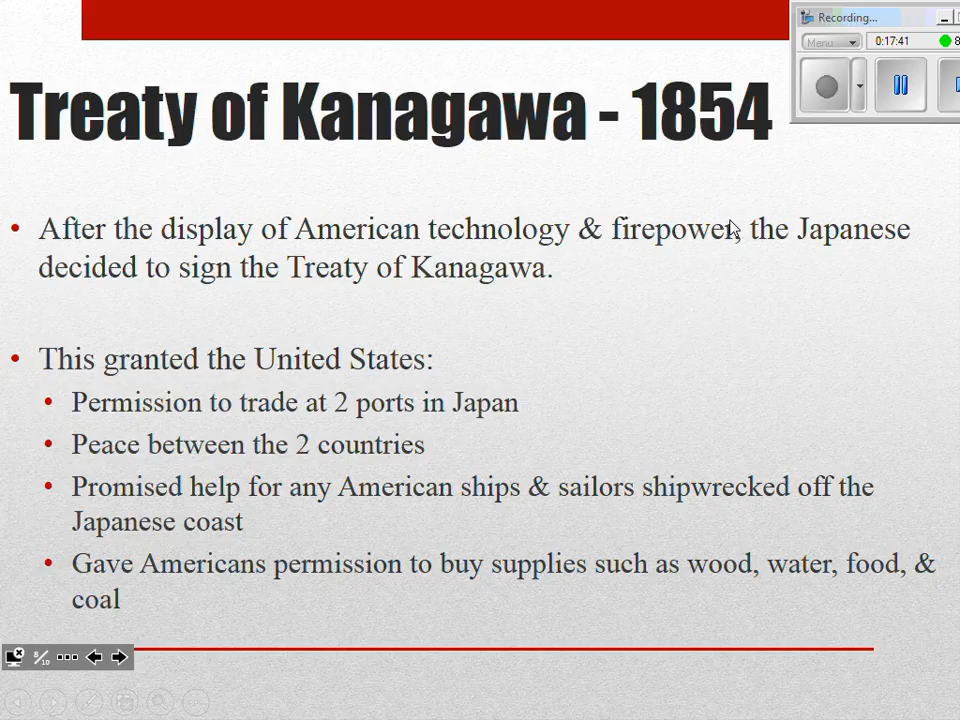 Recording...
Menu
0:17:41
8
Treaty of Kanagawa - 1854
• After the display of American technology & firepower, the Japanese
decided to sign the Treaty of Kanagawa.
• This granted the United States:
• Permission to trade at 2 ports in Japan
• Peace between the 2 countries
• Promised help for any American ships & sailors shipwrecked off the
Japanese coast
• Gave Americans permission to buy supplies such as wood, water, food, &
coal
8/10